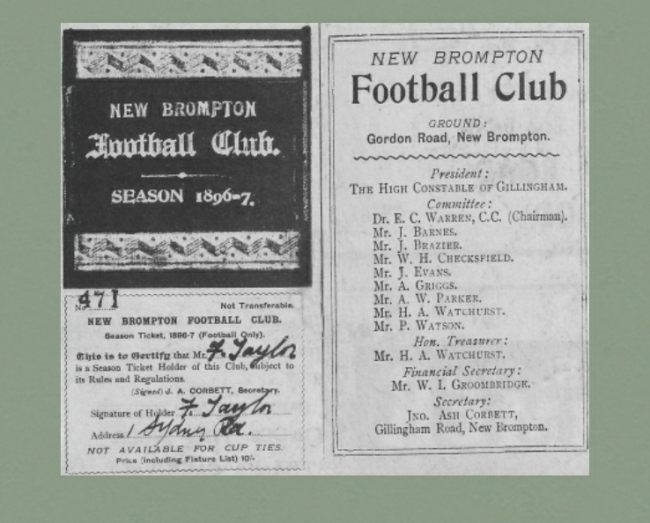 NEW BROMPTON
Football Club.
SEASON 1896-7.
No 471
Not Transferable.
NEW BROMPTON FOOTBALL CLUB.
Season Ticket, 1896-7 (Football Only).
This is to Certify that Mr. F. Taylor
is a Season Ticket Holder of this Club, subject to
its Rules and Regulations.
(Signed) J. A. CORBETT, Secretary.
Signature of Holder F. Taylor
Address 1 Sydney Rd.
NOT AVAILABLE FOR CUP TIES.
Price (including Fixture List) 10/-
NEW BROMPTON
Football Club
GROUND:
Gordon Road, New Brompton.
President:
THE HIGH CONSTABLE OF GILLINGHAM.
Committee:
Dr. E. C. WARREN, C.C. (Chairman).
Mr. J. BARNES.
Mr. J. BRAZIER.
Mr. W. H. CHECKSFIELD.
Mr. J. EVANS.
Mr. A. GRIGGS.
Mr. A. W. PARKER.
Mr. H. A. WATCHURST.
Mr. P. WATSON.
Hon. Treasurer:
Mr. H. A. WATCHURST.
Financial Secretary:
Mr. W. I. GROOMBRIDGE.
Secretary:
JNO. ASH CORBETT,
Gillingham Road, New Brompton.